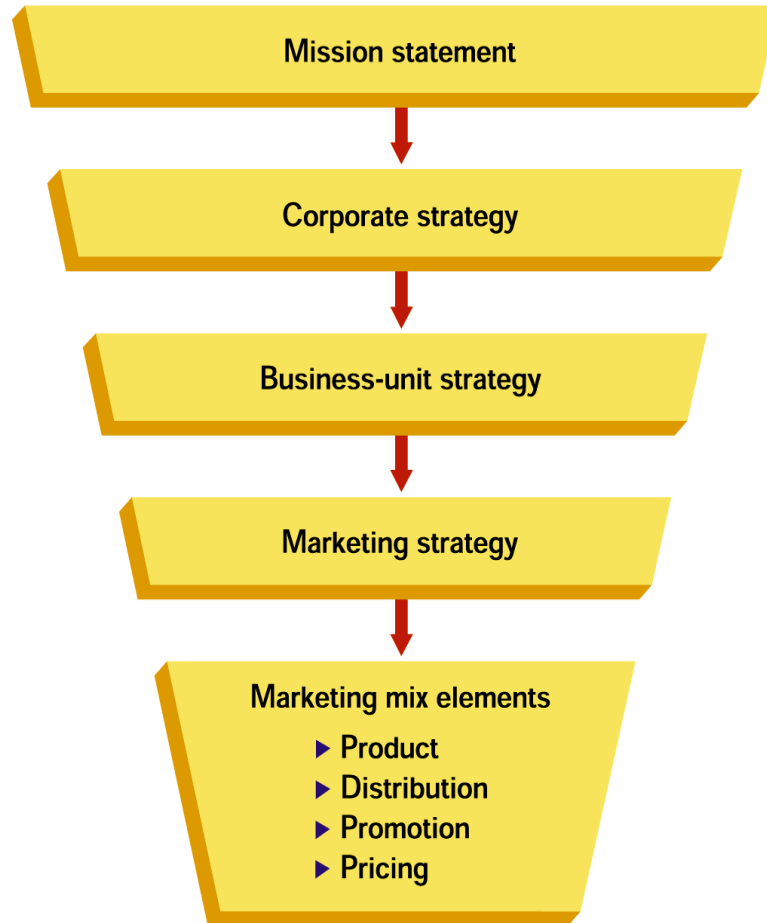 Mission statement
Corporate strategy
Business-unit strategy
Marketing strategy
Marketing mix elements
Product
Distribution
Promotion
Pricing